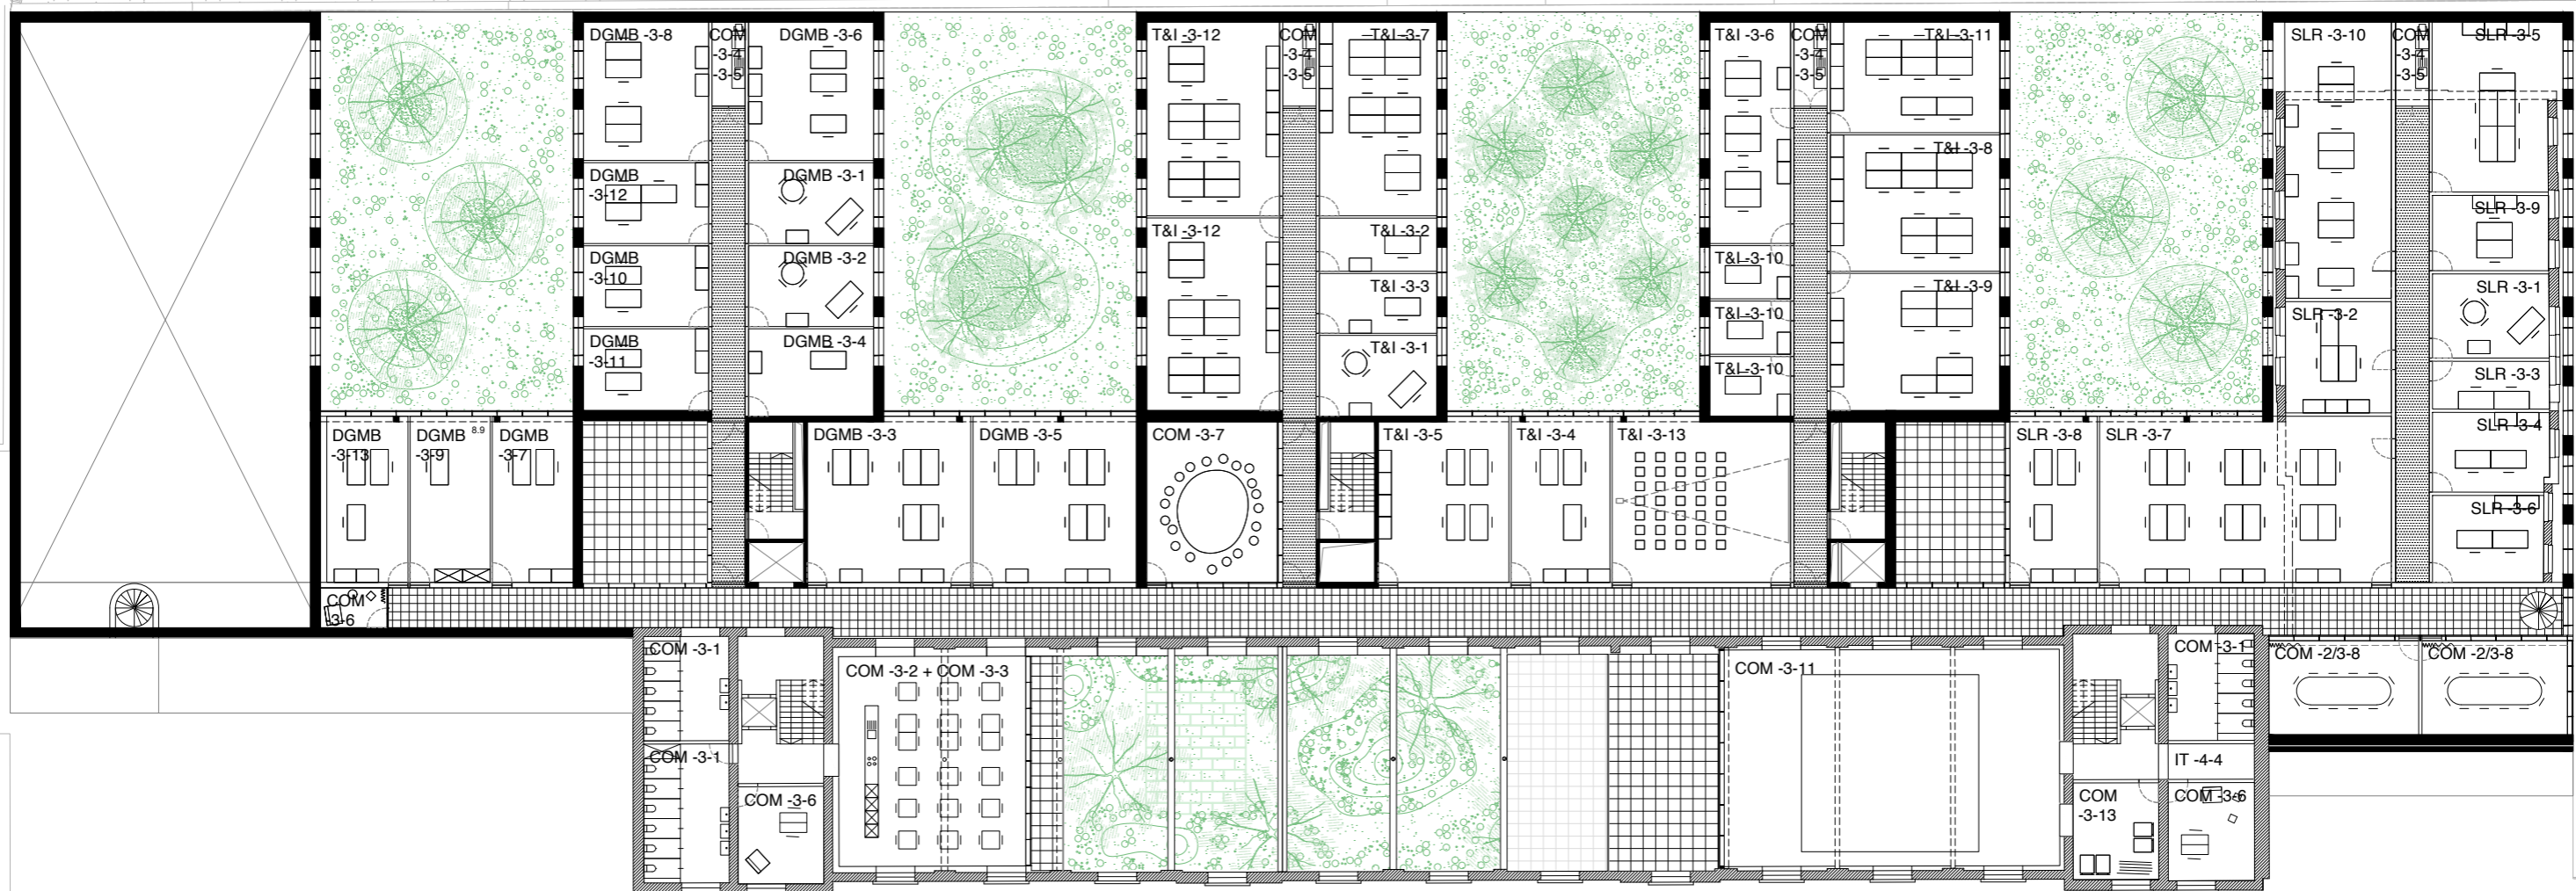 DGMB -3-8
COM
-3-4
-3-5
DGMB -3-6
T&I -3-12
COM
-3-4
-3-5
T&I -3-7
T&I -3-6
COM
-3-4
-3-5
T&I -3-11
SLR -3-10
COM
-3-4
-3-5
SLR -3-5
DGMB
-3-12
DGMB -3-1
T&I -3-8
SLR -3-9
DGMB
-3-10
DGMB -3-2
T&I -3-12
T&I -3-2
T&I -3-10
T&I -3-3
T&I -3-9
SLR -3-1
DGMB
-3-11
DGMB -3-4
T&I -3-1
T&I -3-10
T&I -3-10
SLR -3-2
SLR -3-3
SLR -3-4
DGMB
-3-13
DGMB 8.9
-3-9
DGMB
-3-7
DGMB -3-3
DGMB -3-5
COM -3-7
T&I -3-5
T&I -3-4
T&I -3-13
SLR -3-8
SLR -3-7
SLR -3-6
COM
-3-6
COM -3-1
COM -3-2 + COM -3-3
COM -3-11
COM -3-1
COM -2/3-8
COM -2/3-8
COM -3-1
IT -4-4
COM -3-6
COM
-3-13
COM -3-6